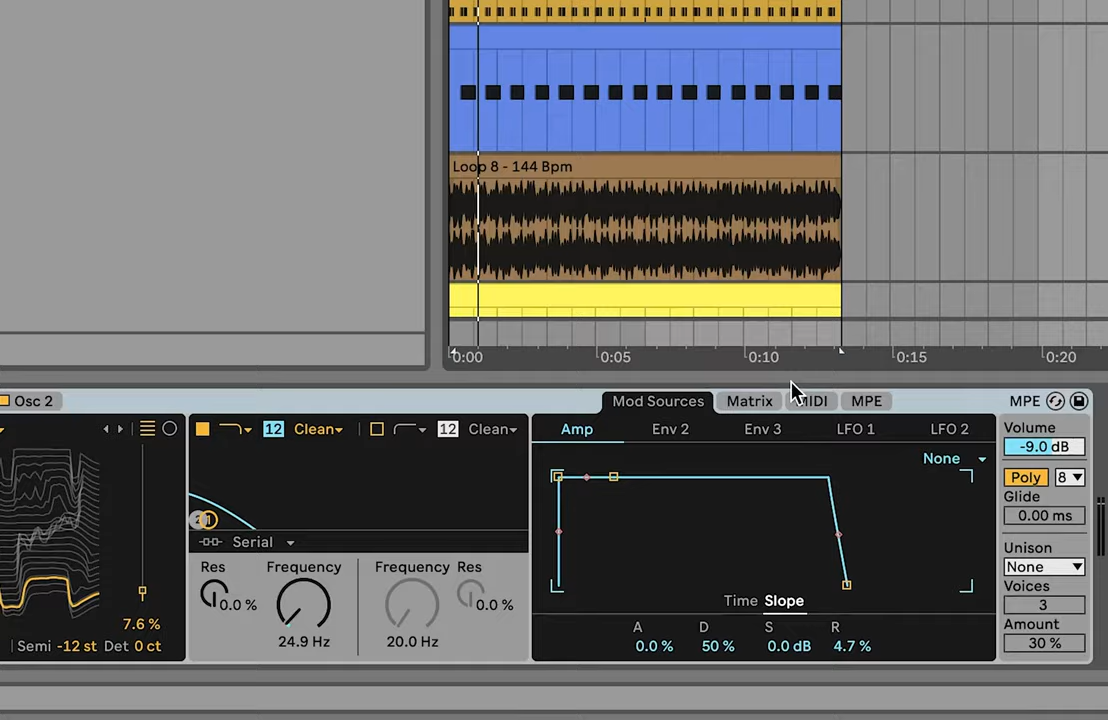 Loop 8 - 144 Bpm
0:00 0:05 0:10 0:15 0:20
Osc 2 Mod Sources Matrix MIDI MPE MPE
12 Clean 12 Clean Amp Env 2 Env 3 LFO 1 LFO 2 Volume
-9.0 dB
None
Poly 8
Glide
0.00 ms
1
Serial
Res Frequency Frequency Res
0.0 % 0.0 %
24.9 Hz 20.0 Hz
7.6 %
Semi -12 st Det 0 ct
Time Slope
A D S R
0.0 % 50 % 0.0 dB 4.7 %
Unison
None
Voices
3
Amount
30 %